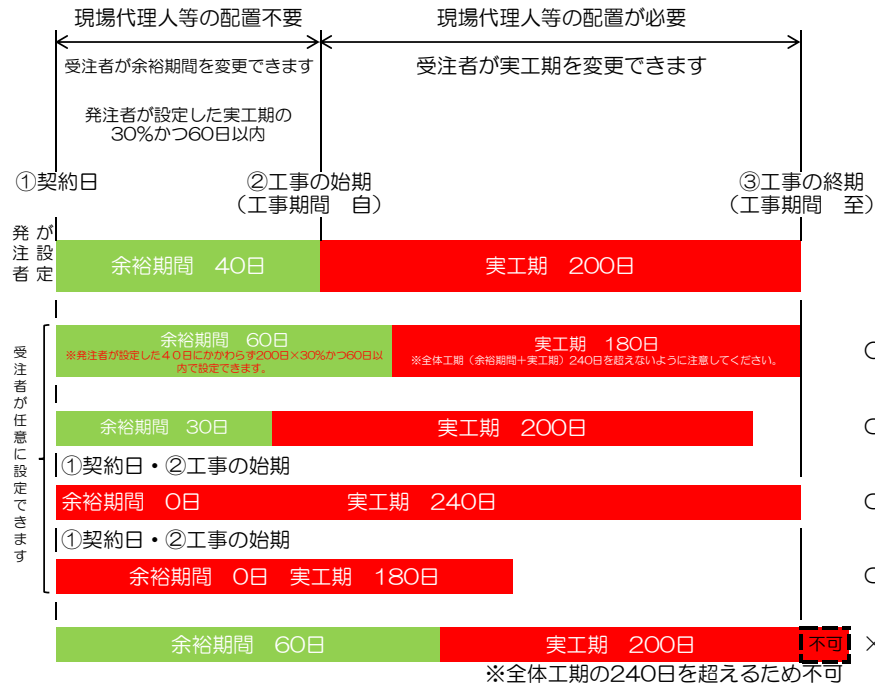 現場代理人等の配置不要
現場代理人等の配置が必要
受注者が余裕期間を変更できます
受注者が実工期を変更できます
発注者が設定した実工期の
30%かつ60日以内
①契約日
②工事の始期
(工事期間 自)
③工事の終期
(工事期間 至)
発注者が設定
余裕期間 40日
実工期 200日
受注者が任意に設定できます
余裕期間 60日
※発注者が設定した40日にかかわらず200日×30%かつ60日以
内で設定できます。
実工期 180日
※全体工期(余裕期間+実工期)240日を超えないように注意してください。
○
余裕期間 30日
実工期 200日
○
①契約日・②工事の始期
余裕期間 0日
実工期 240日
○
①契約日・②工事の始期
余裕期間 0日 実工期 180日
○
余裕期間 60日
実工期 200日
不可
×
※全体工期の240日を超えるため不可